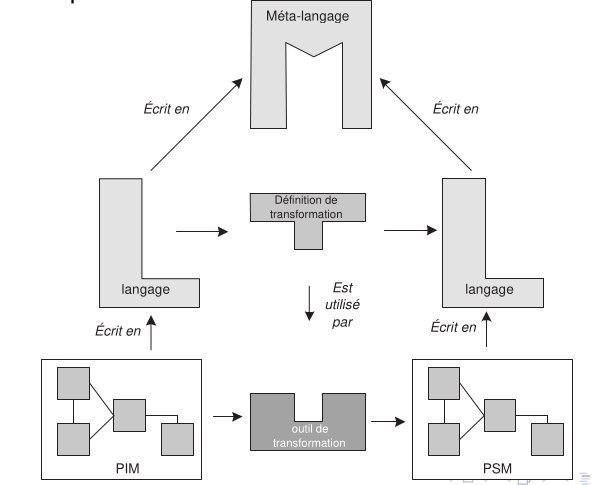 Méta-langage
Écrit en
Écrit en
Définition de
transformation
langage
langage
Est
utilisé
par
Écrit en
Écrit en
outil de
transformation
PIM
PSM